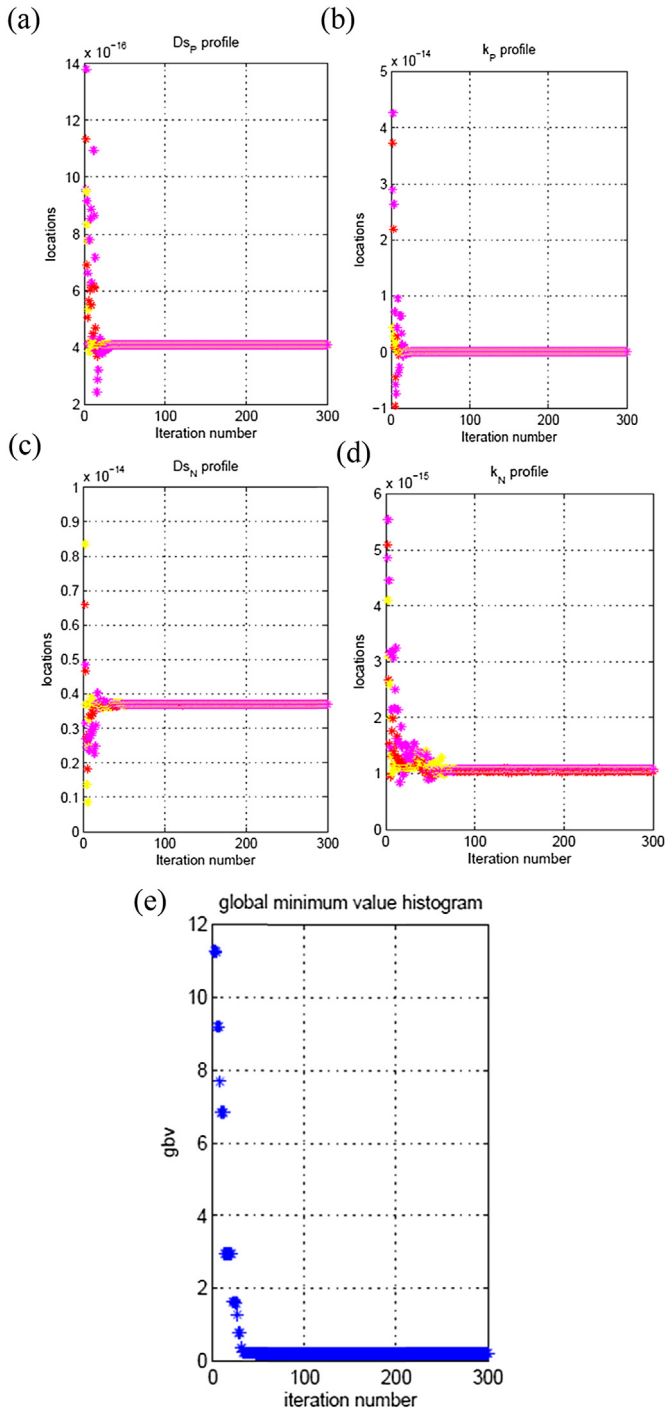 (a)
Ds_P profile
x 10^-16
14
12
10
8
6
4
2
locations
0 100 200 300
Iteration number
(b)
k_P profile
x 10^-14
5
4
3
2
1
0
−1
locations
0 100 200 300
Iteration number
(c)
Ds_N profile
x 10^-14
1
0.9
0.8
0.7
0.6
0.5
0.4
0.3
0.2
0.1
0
locations
0 100 200 300
Iteration number
(d)
k_N profile
x 10^-15
6
5
4
3
2
1
0
locations
0 100 200 300
Iteration number
(e)
global minimum value histogram
12
10
8
6
4
2
0
gbv
0 100 200 300
iteration number